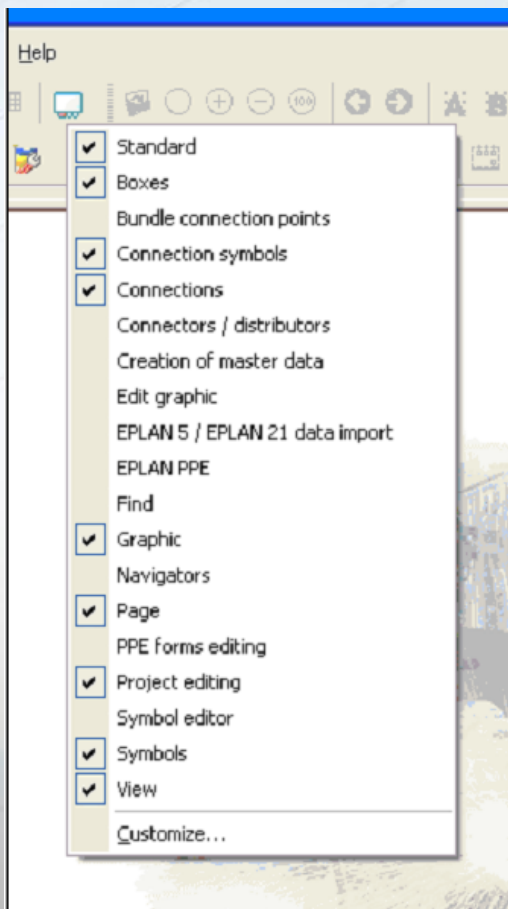 Help
100
A
Standard
Boxes
Bundle connection points
Connection symbols
Connections
Connectors / distributors
Creation of master data
Edit graphic
EPLAN 5 / EPLAN 21 data import
EPLAN PPE
Find
Graphic
Navigators
Page
PPE forms editing
Project editing
Symbol editor
Symbols
View
Customize...